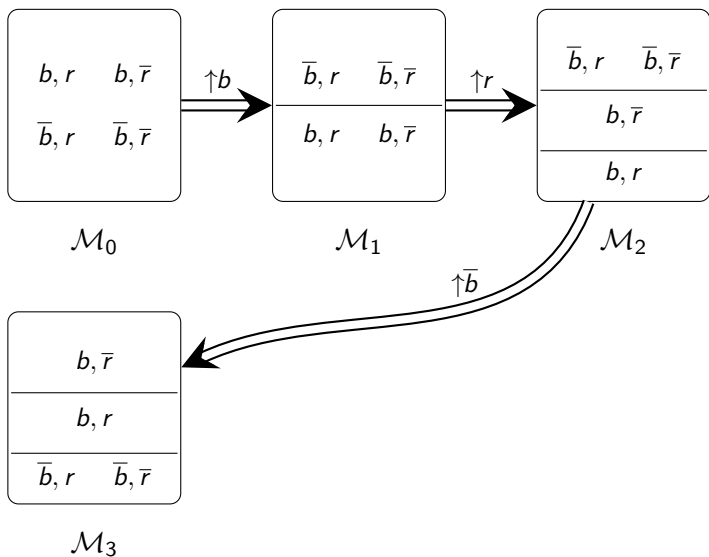 b, r b, r̅ ↑b b̅, r b̅, r̅ ↑r b̅, r b̅, r̅
b̅, r b̅, r̅ b, r b, r̅ b, r̅
b, r
ℳ₀ ℳ₁ ℳ₂
↑b̅
b, r̅
b, r
b̅, r b̅, r̅
ℳ₃